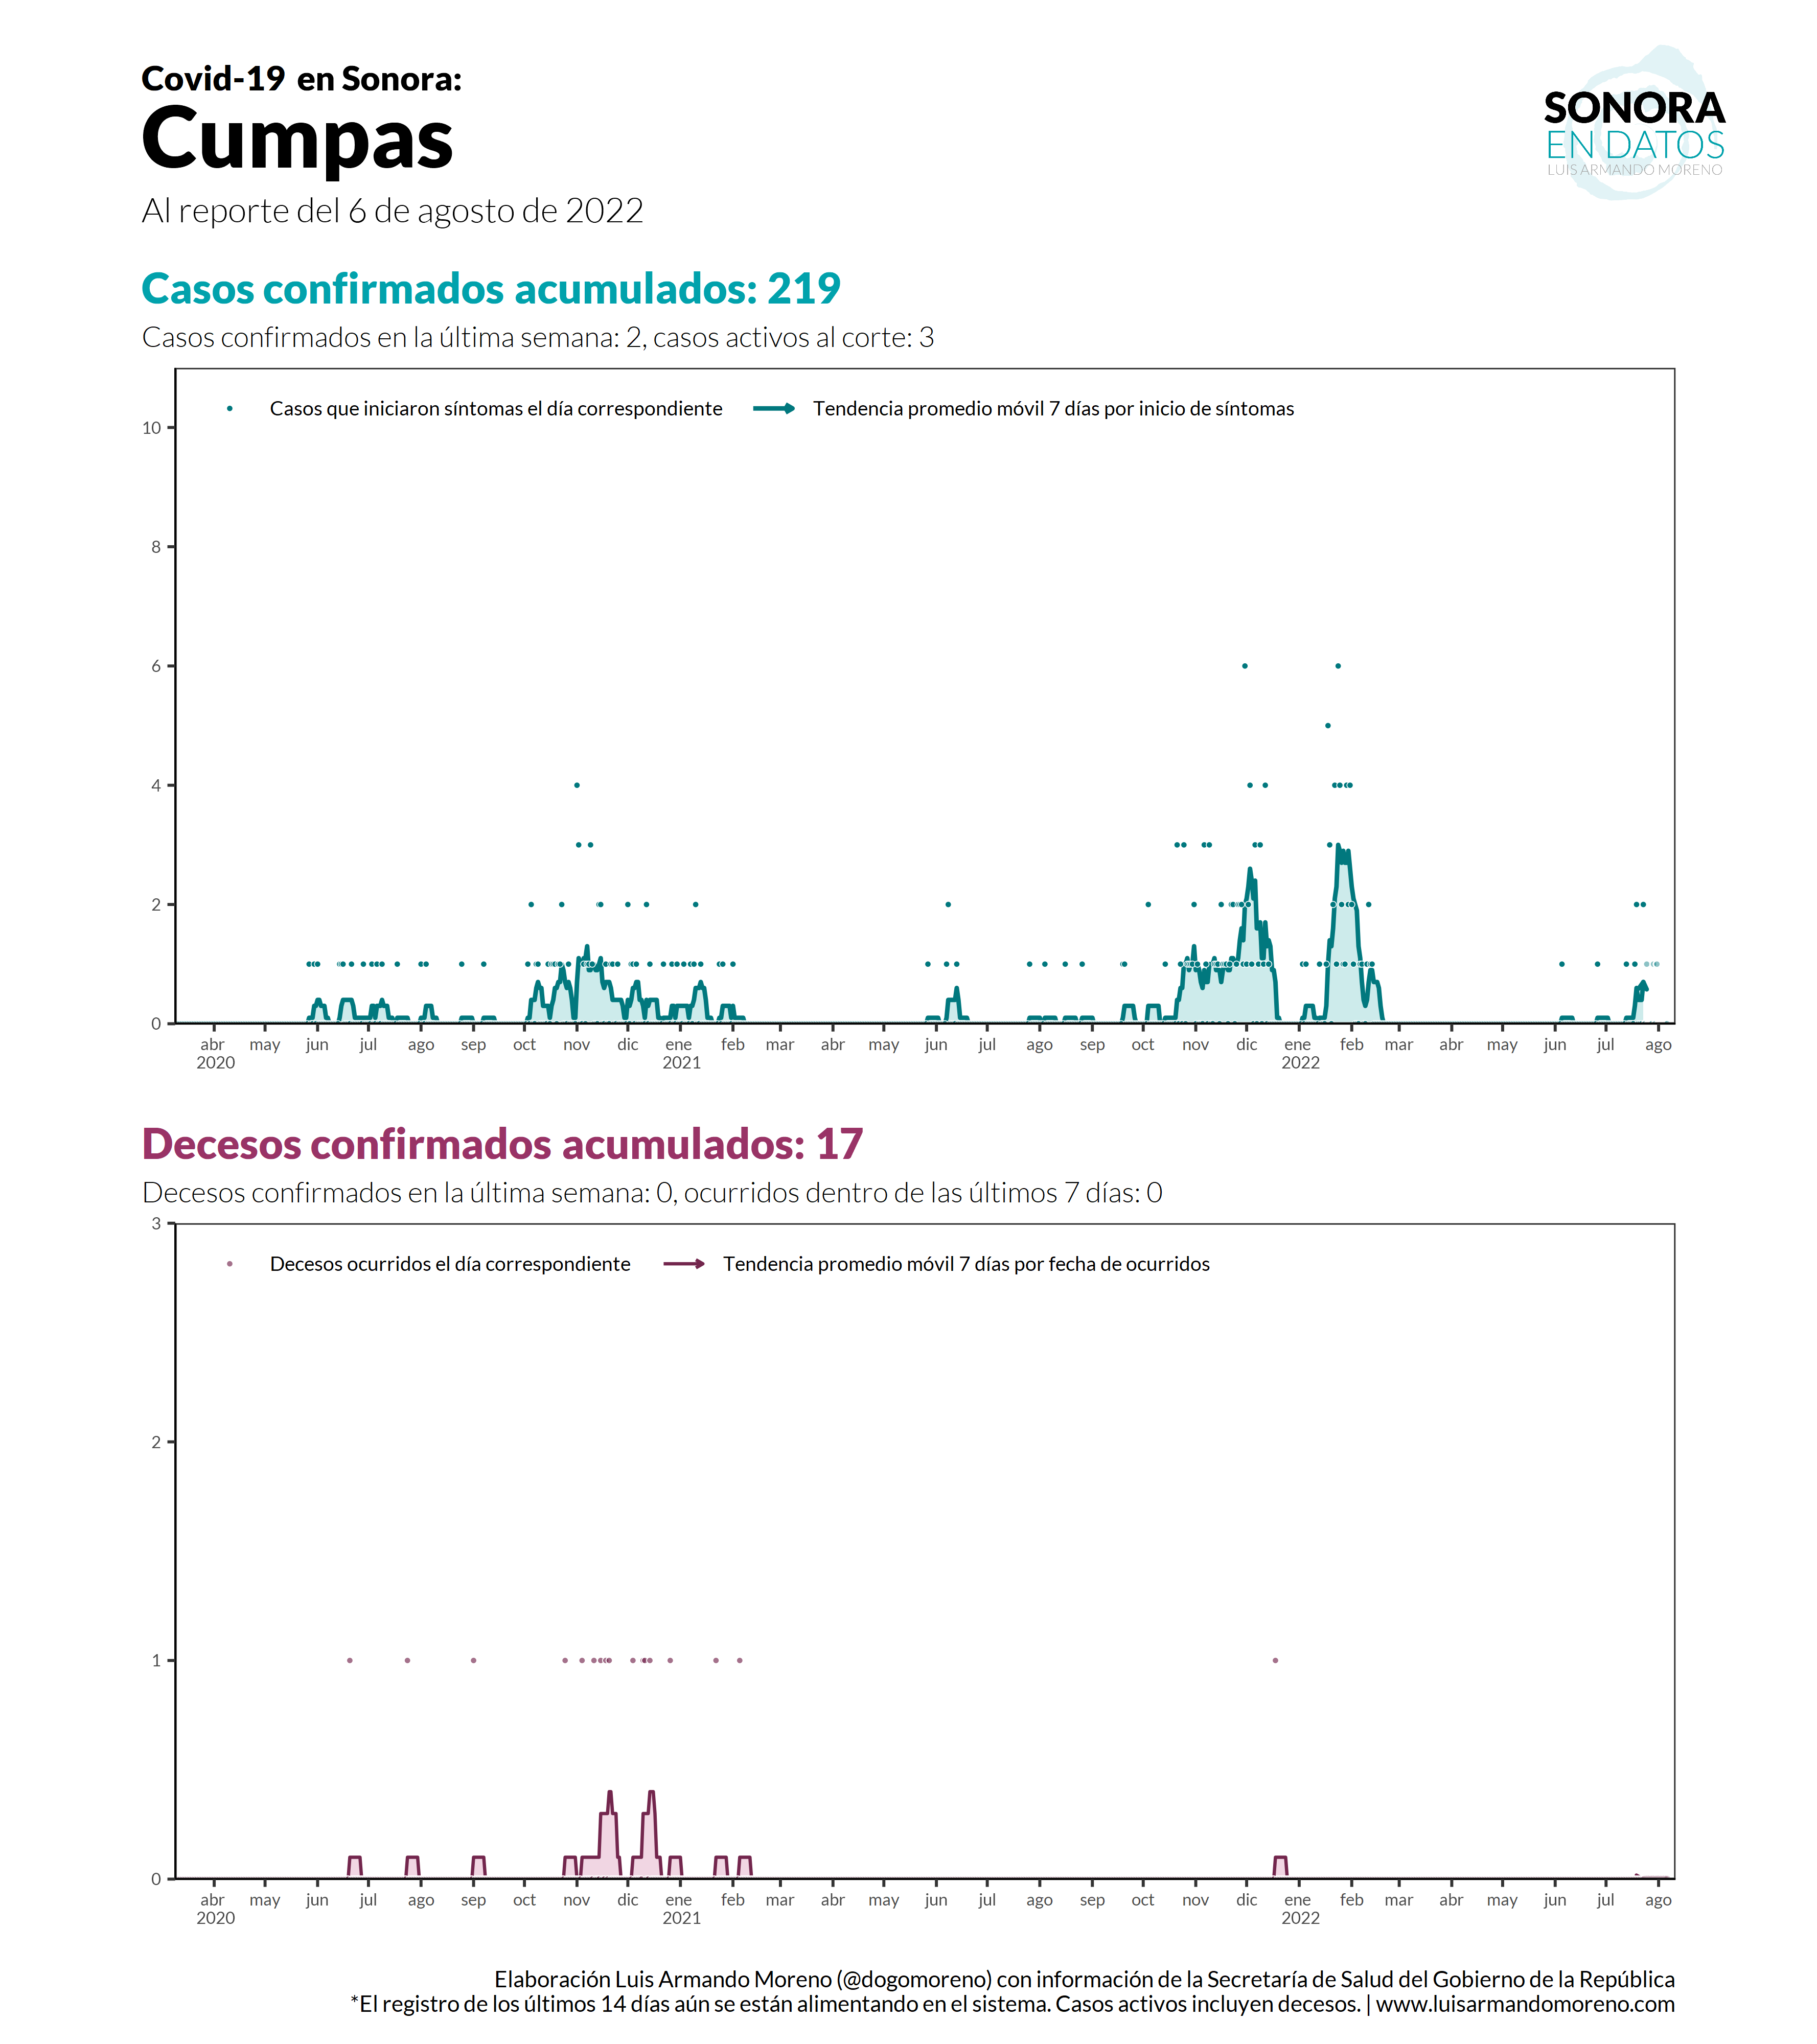 Covid-19 en Sonora:
Cumpas
Al reporte del 6 de agosto de 2022
SONORA
EN DATOS
LUIS ARMANDO MORENO
Casos confirmados acumulados: 219
Casos confirmados en la última semana: 2, casos activos al corte: 3
Casos que iniciaron síntomas el día correspondiente Tendencia promedio móvil 7 días por inicio de síntomas
10
8
6
4
2
0
abr may jun jul ago sep oct nov dic ene feb mar abr may jun jul ago sep oct nov dic ene feb mar abr may jun jul ago
2020 2021 2022
Decesos confirmados acumulados: 17
Decesos confirmados en la última semana: 0, ocurridos dentro de las últimos 7 días: 0
3
Decesos ocurridos el día correspondiente Tendencia promedio móvil 7 días por fecha de ocurridos
2
1
0
abr may jun jul ago sep oct nov dic ene feb mar abr may jun jul ago sep oct nov dic ene feb mar abr may jun jul ago
2020 2021 2022
Elaboración Luis Armando Moreno (@dogomoreno) con información de la Secretaría de Salud del Gobierno de la República
*El registro de los últimos 14 días aún se están alimentando en el sistema. Casos activos incluyen decesos. | www.luisarmandomoreno.com